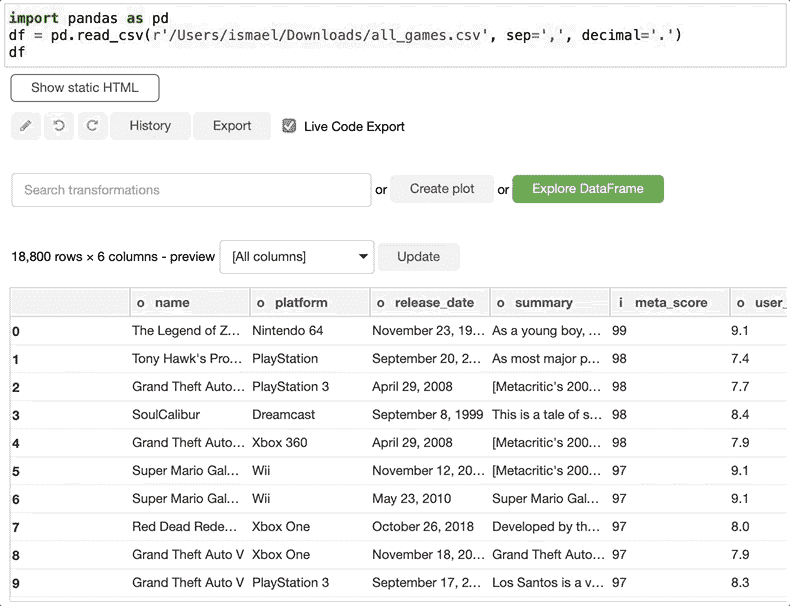 import pandas as pd
df = pd.read_csv(r'/Users/ismael/Downloads/all_games.csv', sep=',', decimal='.')
df
Show static HTML
History Export Live Code Export
Search transformations or Create plot or Explore DataFrame
18,800 rows × 6 columns - preview [All columns] Update
o name o platform o release_date o summary i meta_score o user_
0 The Legend of Z... Nintendo 64 November 23, 19... As a young boy, ... 99 9.1
1 Tony Hawk's Pro... PlayStation September 20, 2... As most major p... 98 7.4
2 Grand Theft Auto... PlayStation 3 April 29, 2008 [Metacritic's 200... 98 7.7
3 SoulCalibur Dreamcast September 8, 1999 This is a tale of s... 98 8.4
4 Grand Theft Auto... Xbox 360 April 29, 2008 [Metacritic's 200... 98 7.9
5 Super Mario Gal... Wii November 12, 20... [Metacritic's 200... 97 9.1
6 Super Mario Gal... Wii May 23, 2010 Super Mario Gal... 97 9.1
7 Red Dead Rede... Xbox One October 26, 2018 Developed by th... 97 8.0
8 Grand Theft Auto V Xbox One November 18, 20... Grand Theft Auto... 97 7.9
9 Grand Theft Auto V PlayStation 3 September 17, 2... Los Santos is a v... 97 8.3